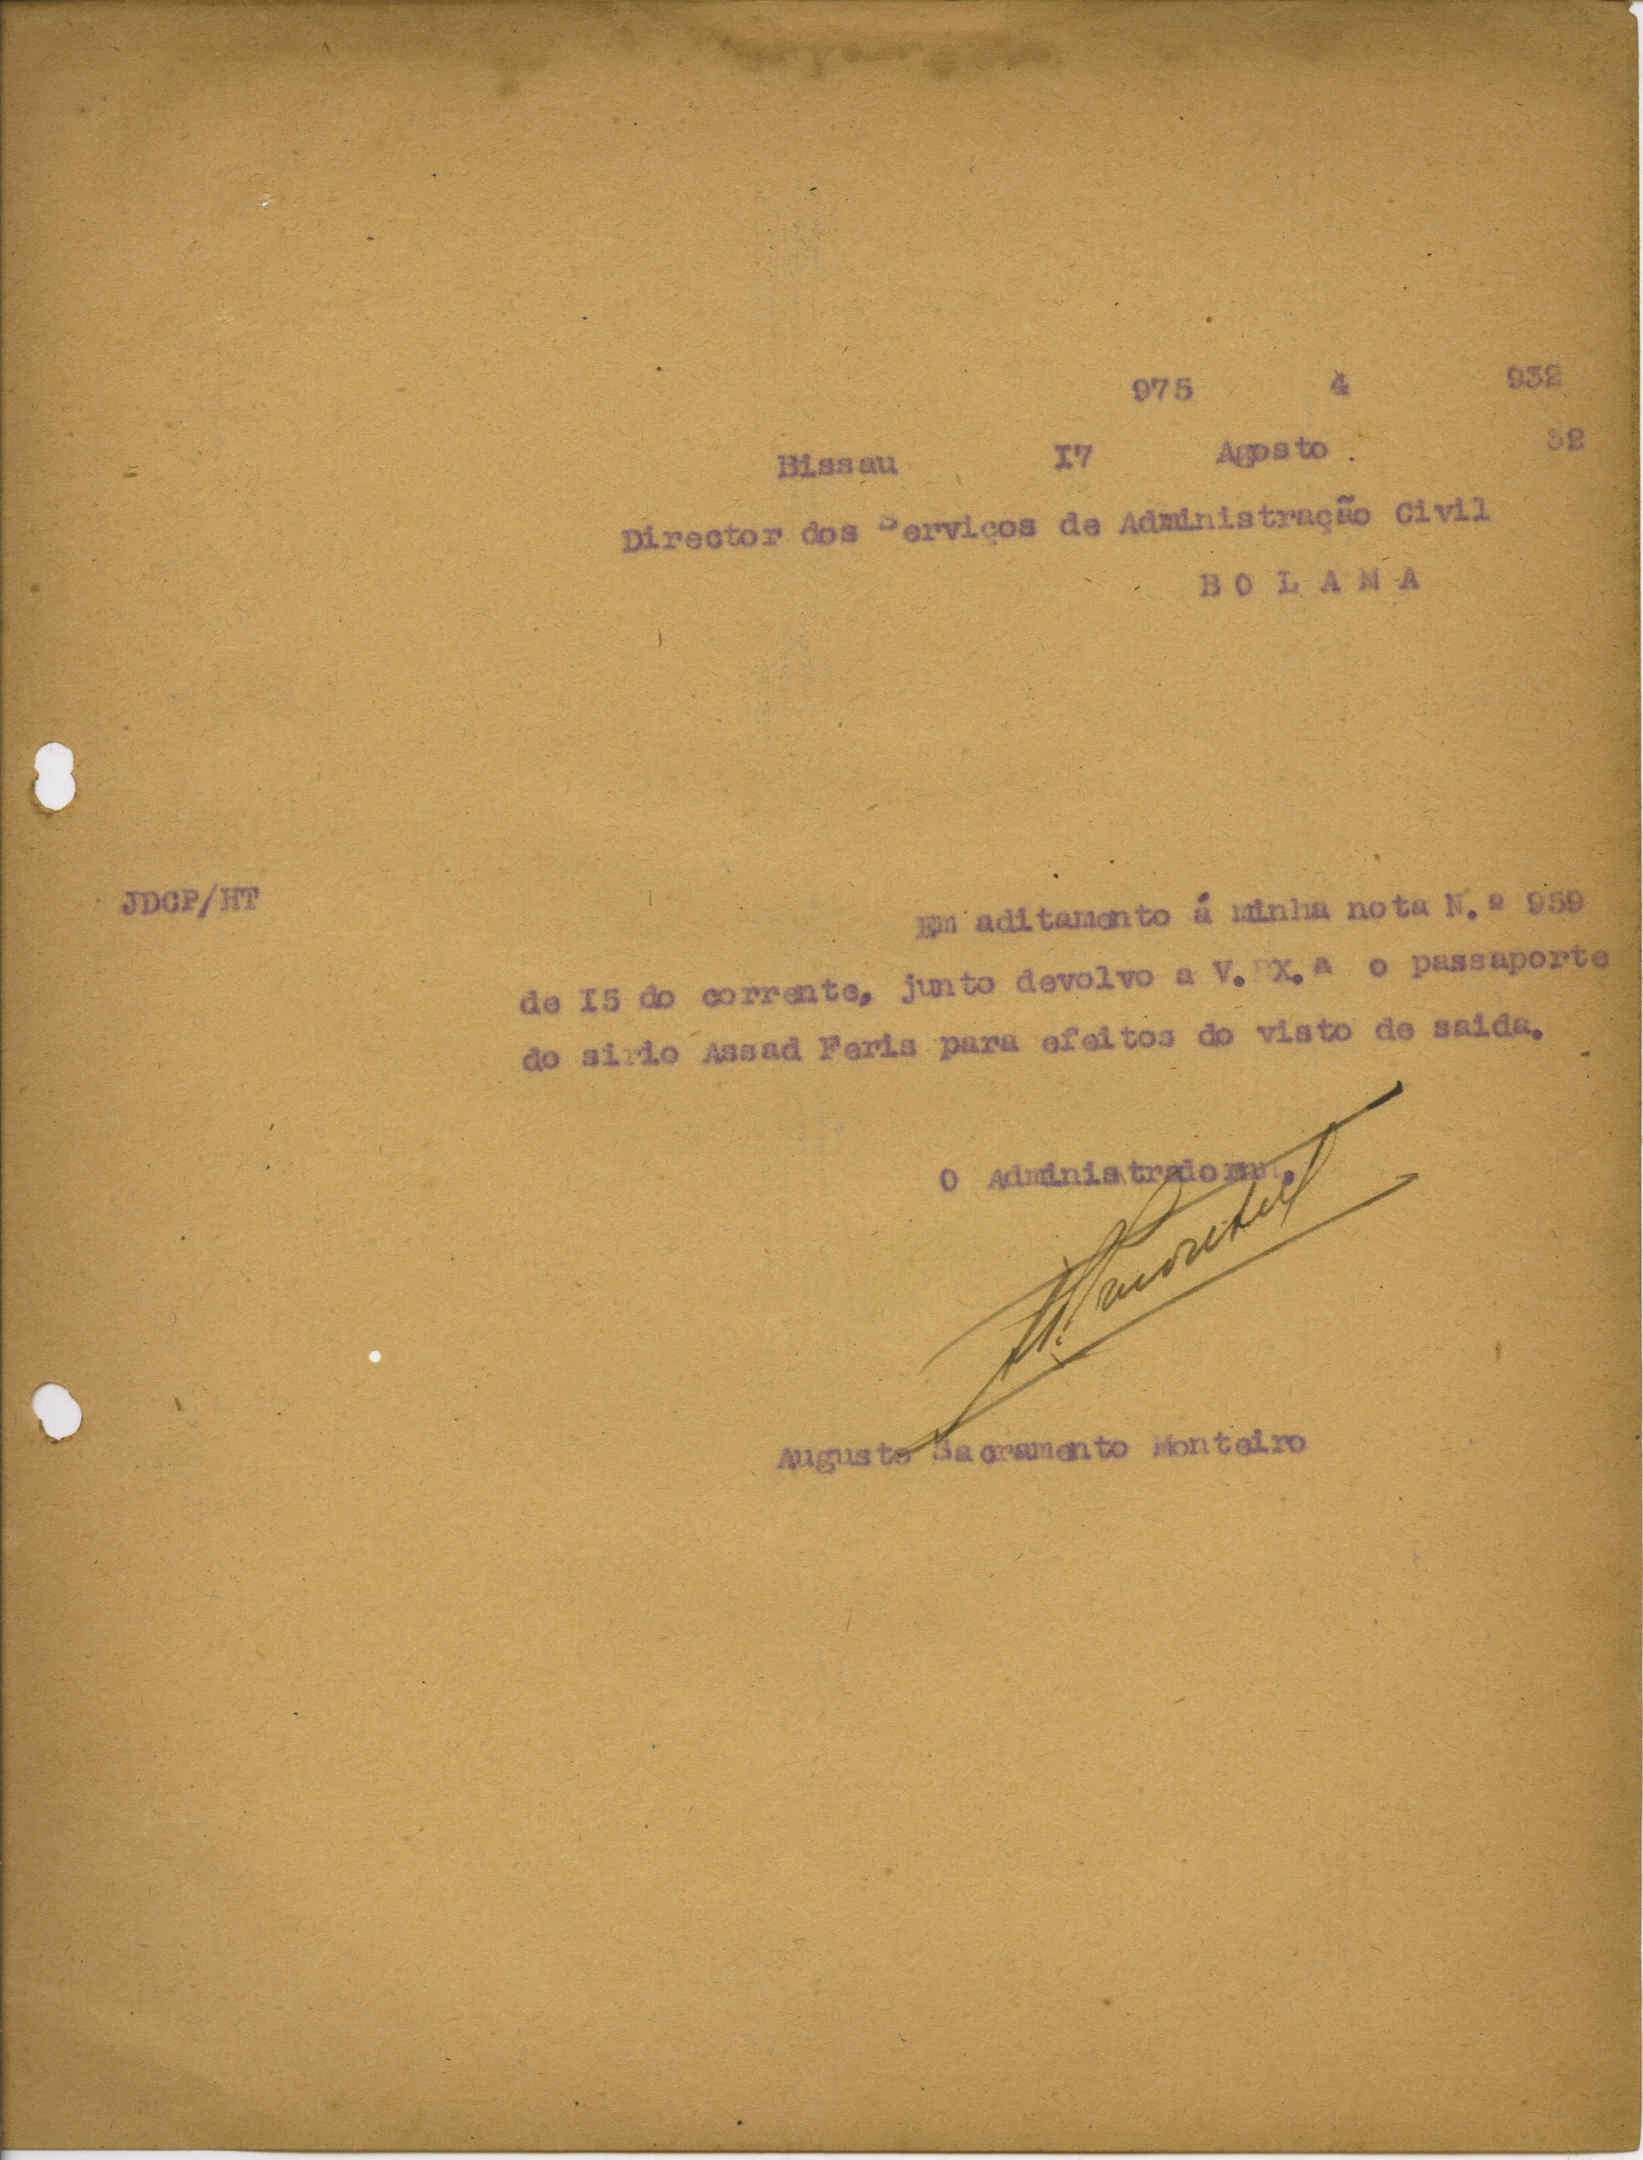 975 4 932
Bissau I7 Agosto . 32
Director dos Serviços de Administração Civil
B O L A M A
JDCP/HT
Em aditamento á minha nota N.º 959
de I5 do corrente, junto devolvo a V.EX.ª o passaporte
do sirio Assad Feris para efeitos do visto de saida.
O Administrador
Augusto Sacramento Monteiro